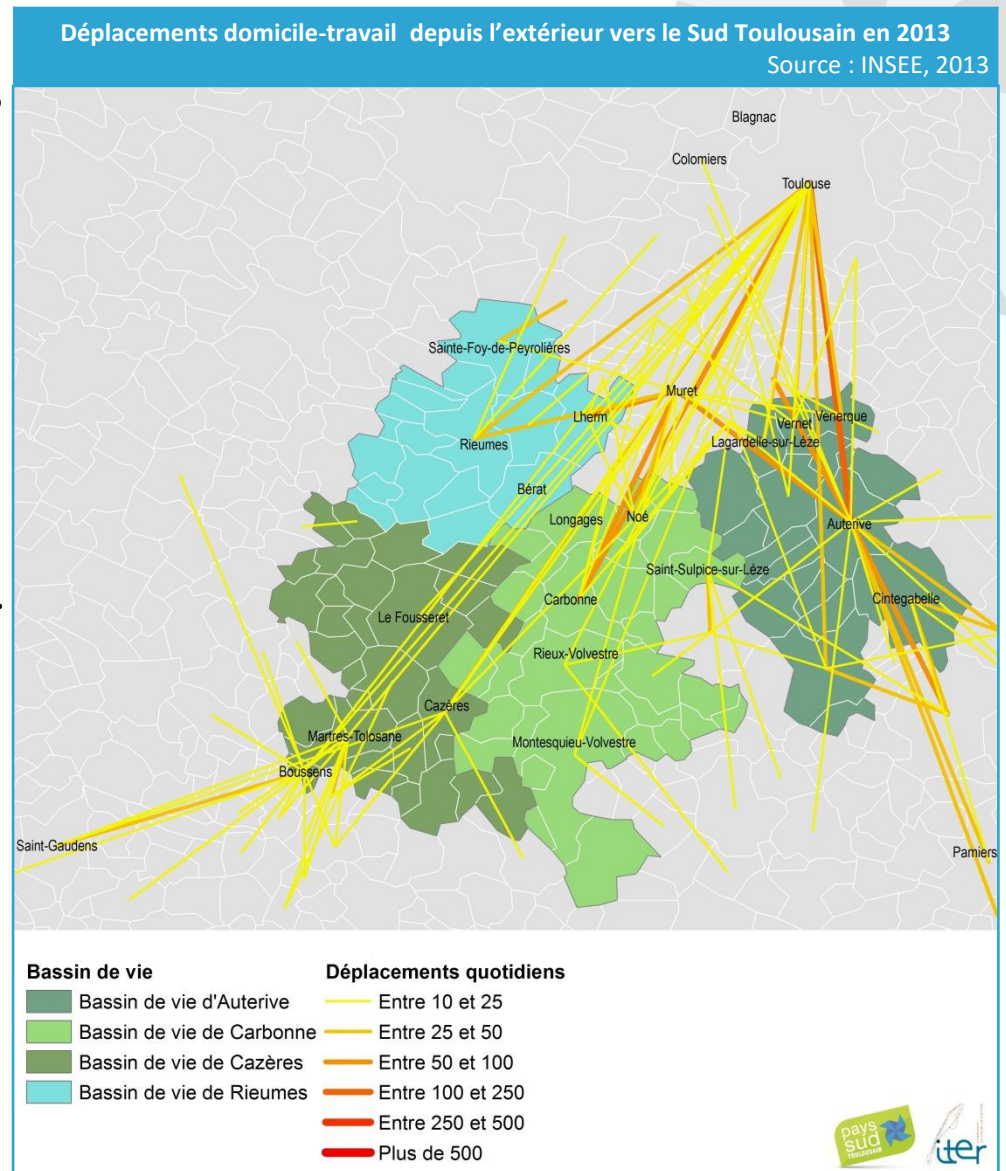 Déplacements domicile-travail depuis l'extérieur vers le Sud Toulousain en 2013
Source : INSEE, 2013
Blagnac
Colomiers
Toulouse
Sainte-Foy-de-Peyrolières
Muret
Lherm
Venerque
Vernet
Rieumes
Lagardelle-sur-Lèze
Bérat
Longages
Noé
Auterive
Saint-Sulpice-sur-Lèze
Carbonne
Cintegabelle
Le Fousseret
Rieux-Volvestre
Cazères
Martres-Tolosane
Montesquieu-Volvestre
Boussens
Saint-Gaudens
Pamiers
Bassin de vie
Bassin de vie d'Auterive
Bassin de vie de Carbonne
Bassin de vie de Cazères
Bassin de vie de Rieumes
Déplacements quotidiens
Entre 10 et 25
Entre 25 et 50
Entre 50 et 100
Entre 100 et 250
Entre 250 et 500
Plus de 500
pays
sud
TOULOUSAIN
iter